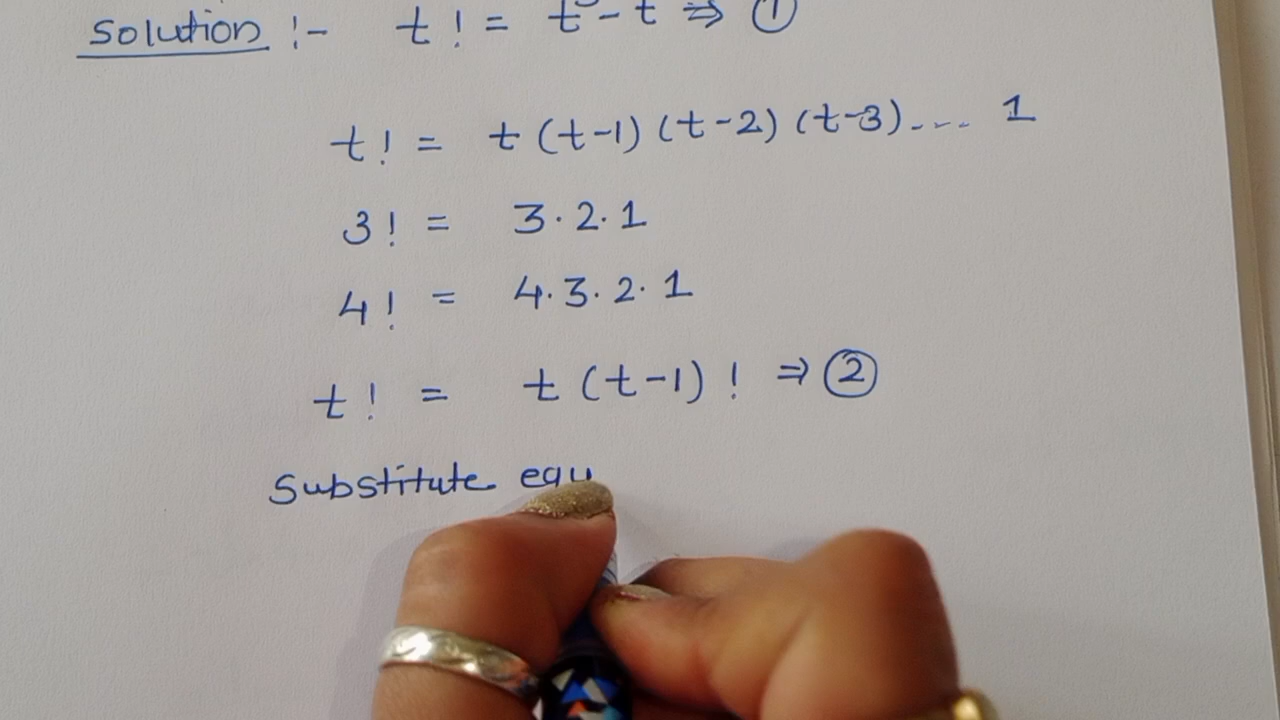 Solution :- t! = t - t ⇒ ①
t! = t (t-1) (t-2) (t-3)---- 1
3! = 3·2·1
4! = 4·3·2·1
t! = t (t-1)! ⇒ ②
Substitute equ